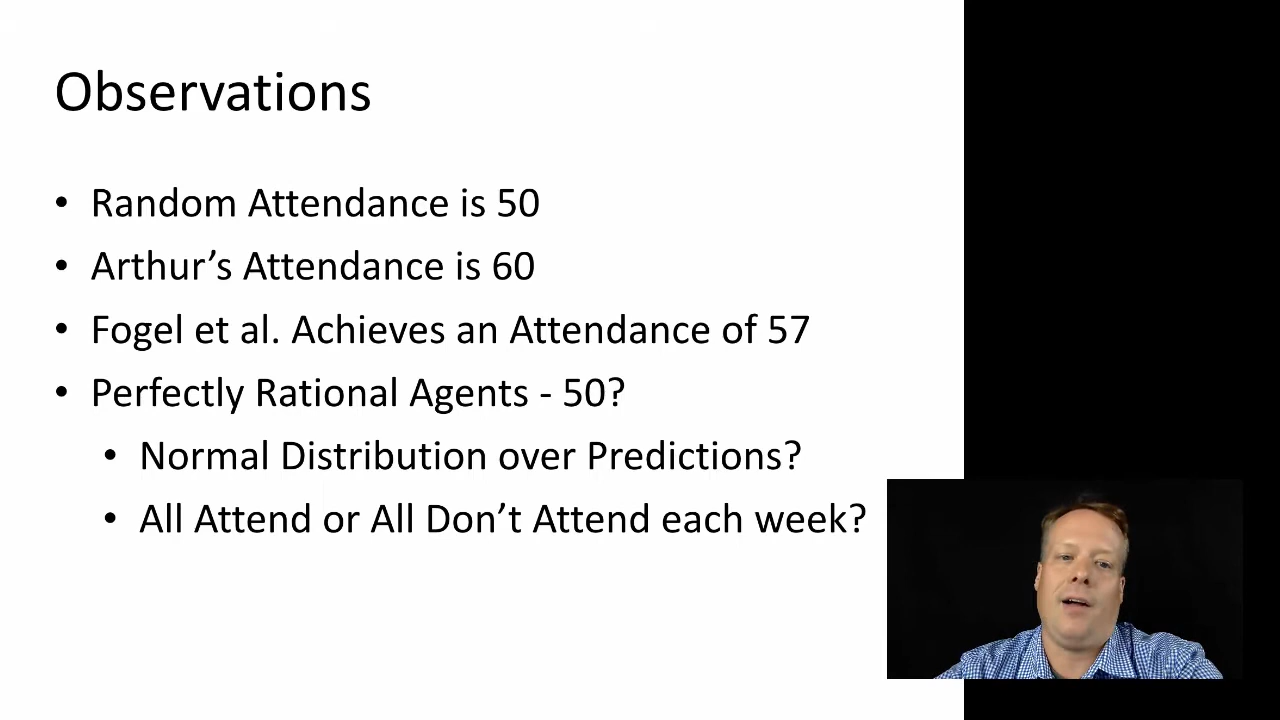 Observations
• Random Attendance is 50
• Arthur’s Attendance is 60
• Fogel et al. Achieves an Attendance of 57
• Perfectly Rational Agents - 50?
• Normal Distribution over Predictions?
• All Attend or All Don’t Attend each week?